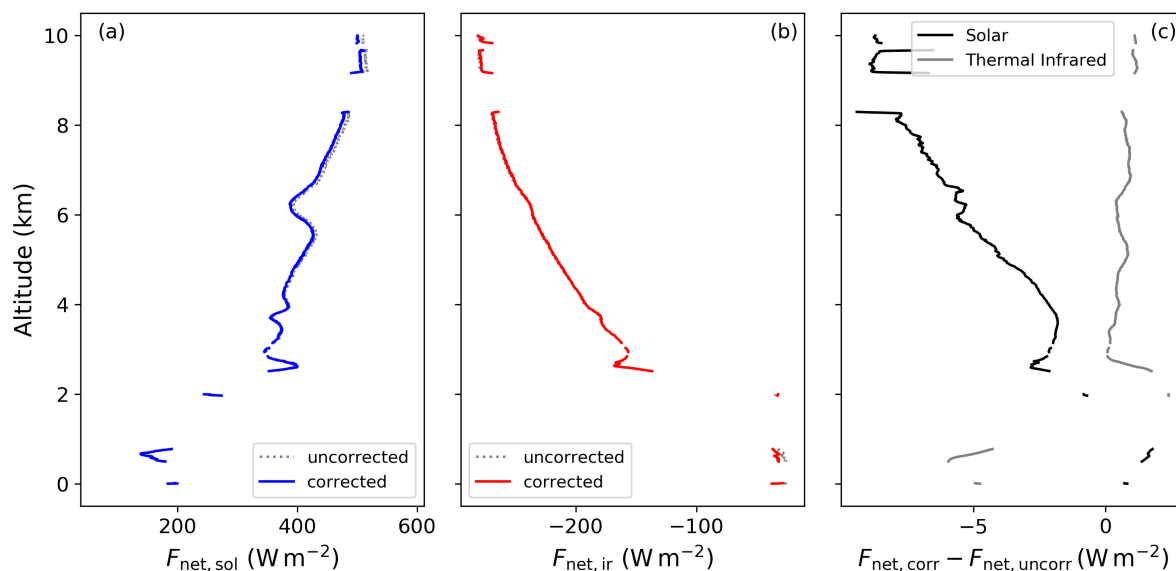 (a)
(b)
(c)
Solar
Thermal Infrared
10
8
6
4
2
0
Altitude (km)
uncorrected
corrected
uncorrected
corrected
200
400
600
−200
−100
−5
0
F_net, sol (W m⁻²)
F_net, ir (W m⁻²)
F_net, corr − F_net, uncorr (W m⁻²)